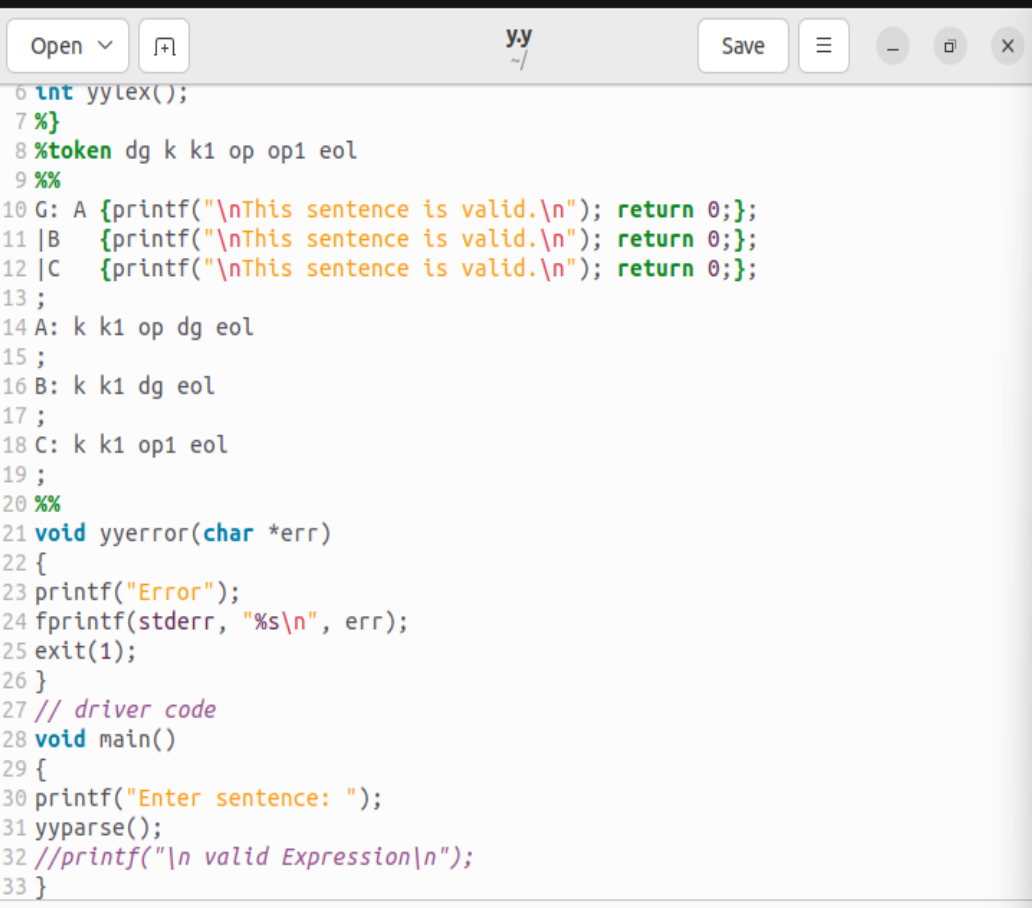 Open
y.y
Save
~/
6 int yylex();
7 %}
8 %token dg k k1 op op1 eol
9 %%
10 G: A {printf("\nThis sentence is valid.\n"); return 0;};
11 |B   {printf("\nThis sentence is valid.\n"); return 0;};
12 |C   {printf("\nThis sentence is valid.\n"); return 0;};
13 ;
14 A: k k1 op dg eol
15 ;
16 B: k k1 dg eol
17 ;
18 C: k k1 op1 eol
19 ;
20 %%
21 void yyerror(char *err)
22 {
23 printf("Error");
24 fprintf(stderr, "%s\n", err);
25 exit(1);
26 }
27 // driver code
28 void main()
29 {
30 printf("Enter sentence: ");
31 yyparse();
32 //printf("\n valid Expression\n");
33 }